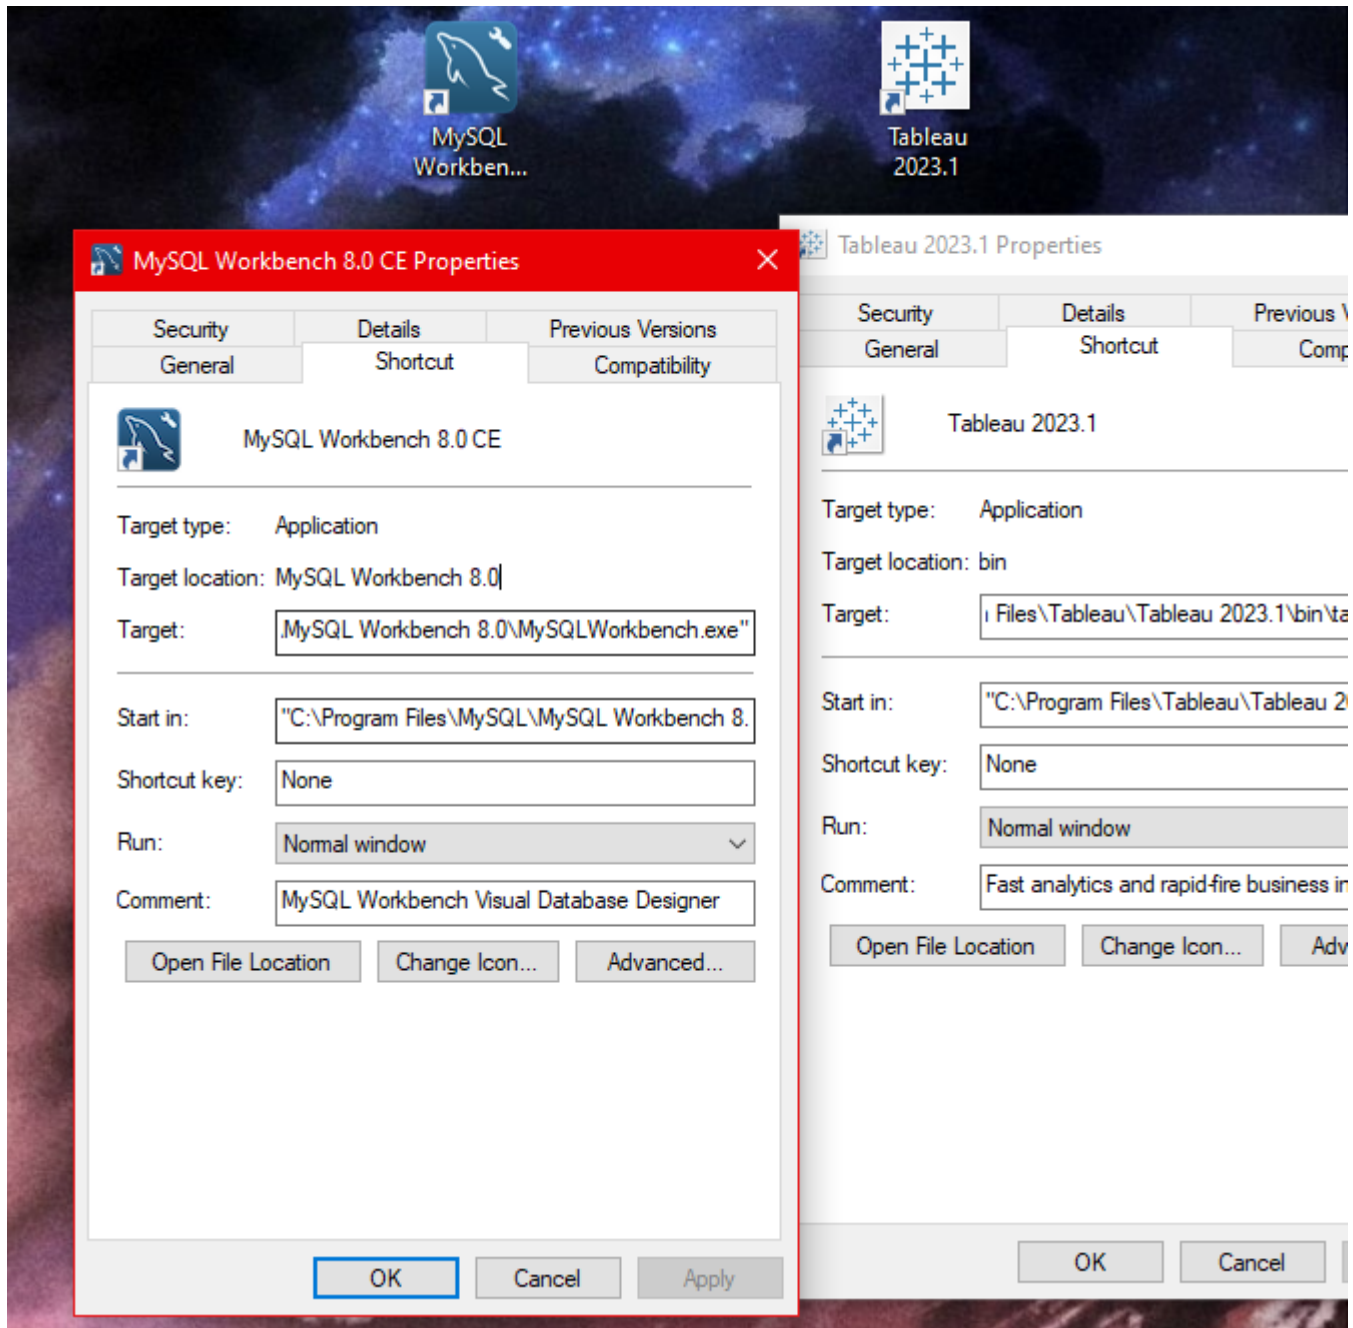 MySQL
Workben...
Tableau
2023.1
MySQL Workbench 8.0 CE Properties
Security Details Previous Versions
General Shortcut Compatibility
MySQL Workbench 8.0 CE
Target type: Application
Target location: MySQL Workbench 8.0
Target: .MySQL Workbench 8.0\MySQLWorkbench.exe"
Start in: "C:\Program Files\MySQL\MySQL Workbench 8.
Shortcut key: None
Run: Normal window
Comment: MySQL Workbench Visual Database Designer
Open File Location Change Icon... Advanced...
OK Cancel Apply
Tableau 2023.1 Properties
Security Details Previous
General Shortcut Comp
Tableau 2023.1
Target type: Application
Target location: bin
Target: Files\Tableau\Tableau 2023.1\bin\ta
Start in: "C:\Program Files\Tableau\Tableau 2
Shortcut key: None
Run: Normal window
Comment: Fast analytics and rapid-fire business in
Open File Location Change Icon... Adv
OK Cancel